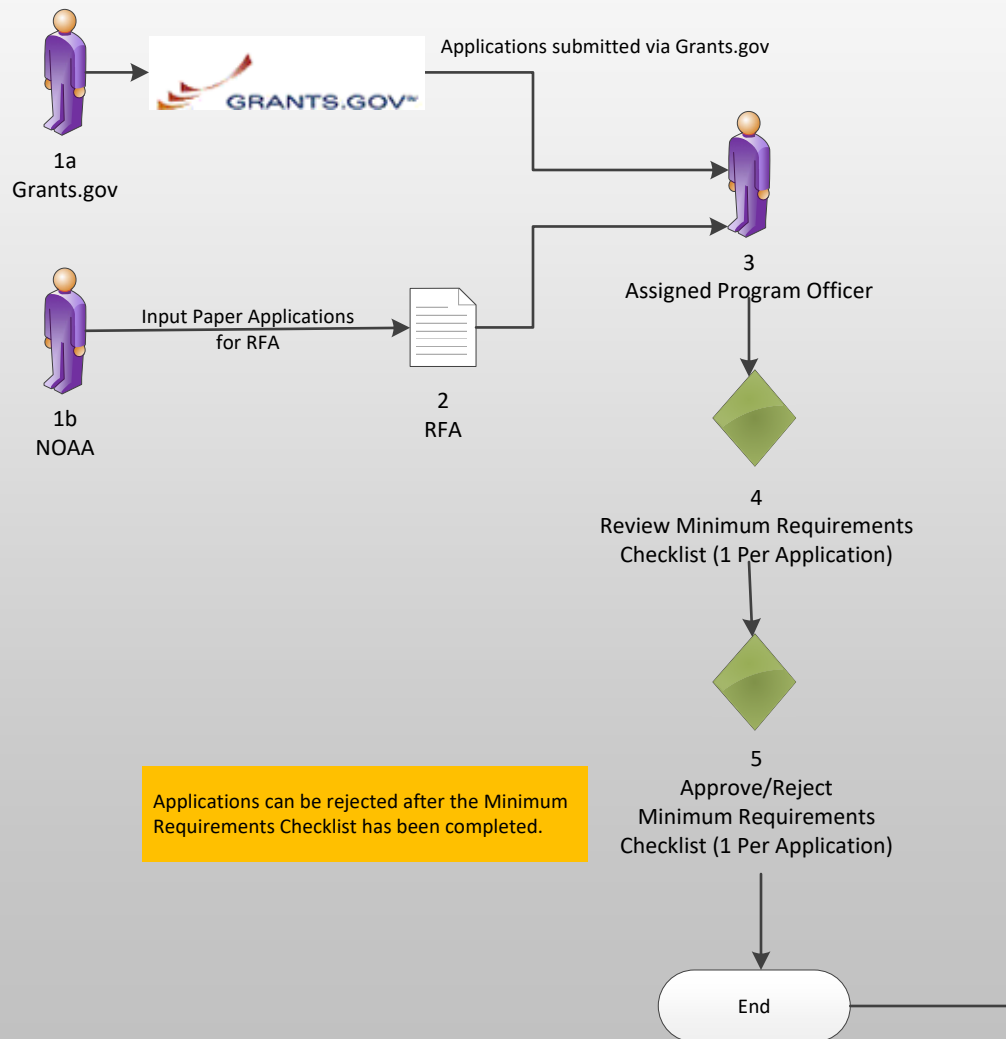 Applications submitted via Grants.gov
GRANTS.GOV℠
1a
Grants.gov
3
Assigned Program Officer
Input Paper Applications
for RFA
1b
NOAA
2
RFA
4
Review Minimum Requirements
Checklist (1 Per Application)
5
Approve/Reject
Minimum Requirements
Checklist (1 Per Application)
Applications can be rejected after the Minimum
Requirements Checklist has been completed.
End